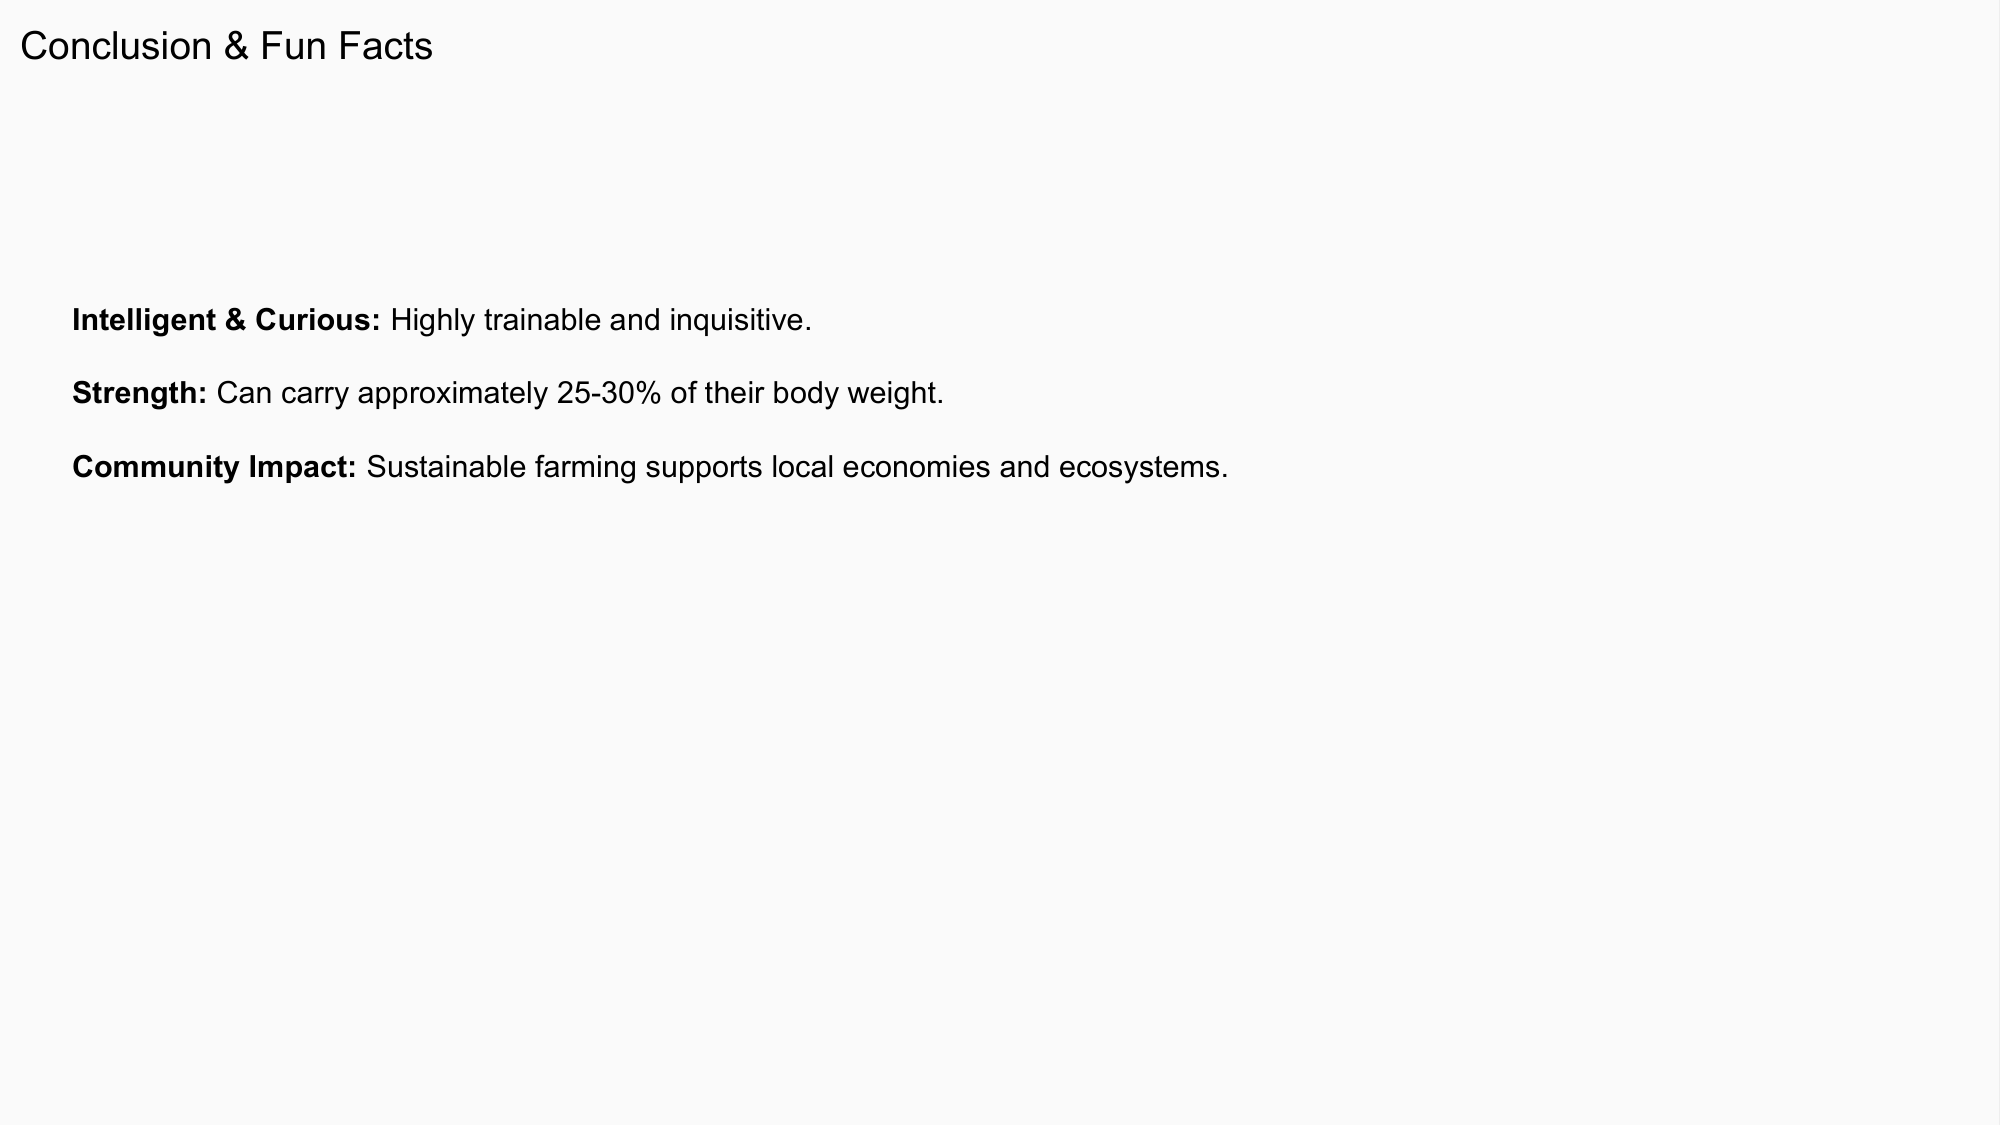 Conclusion & Fun Facts
Intelligent & Curious: Highly trainable and inquisitive.
Strength: Can carry approximately 25-30% of their body weight.
Community Impact: Sustainable farming supports local economies and ecosystems.